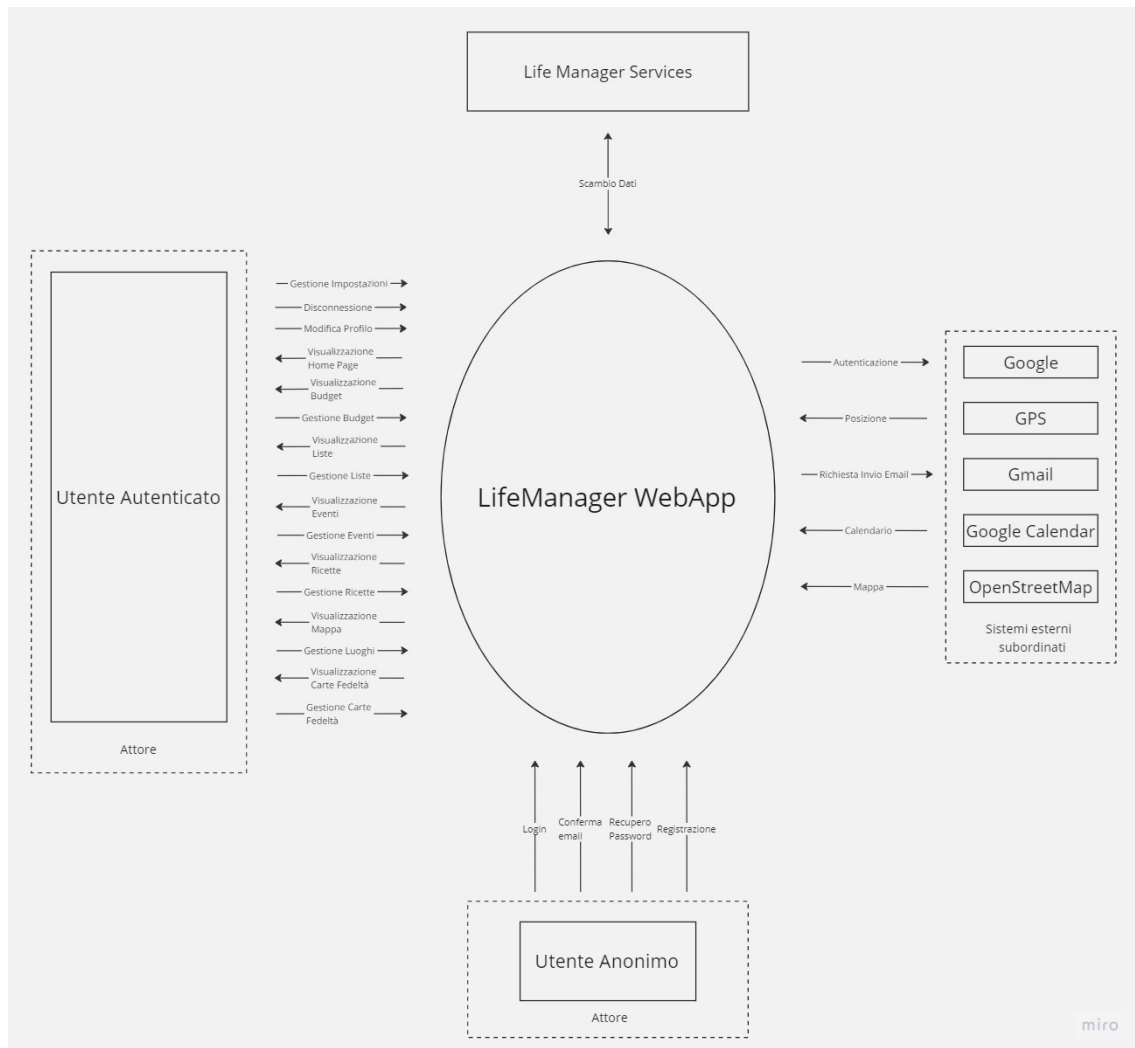 Life Manager Services
Scambio Dati
Gestione Impostazioni
Disconnessione
Modifica Profilo
Visualizzazione
Home Page
Visualizzazione
Budget
Gestione Budget
Visualizzazione
Liste
Gestione Liste
Visualizzazione
Eventi
Gestione Eventi
Visualizzazione
Ricette
Gestione Ricette
Visualizzazione
Mappa
Gestione Luoghi
Visualizzazione
Carte Fedeltà
Gestione Carte
Fedeltà
Utente Autenticato
Attore
LifeManager WebApp
Autenticazione
Posizione
Richiesta Invio Email
Calendario
Mappa
Google
GPS
Gmail
Google Calendar
OpenStreetMap
Sistemi esterni
subordinati
Login
Conferma
email
Recupero
Password
Registrazione
Utente Anonimo
Attore
miro